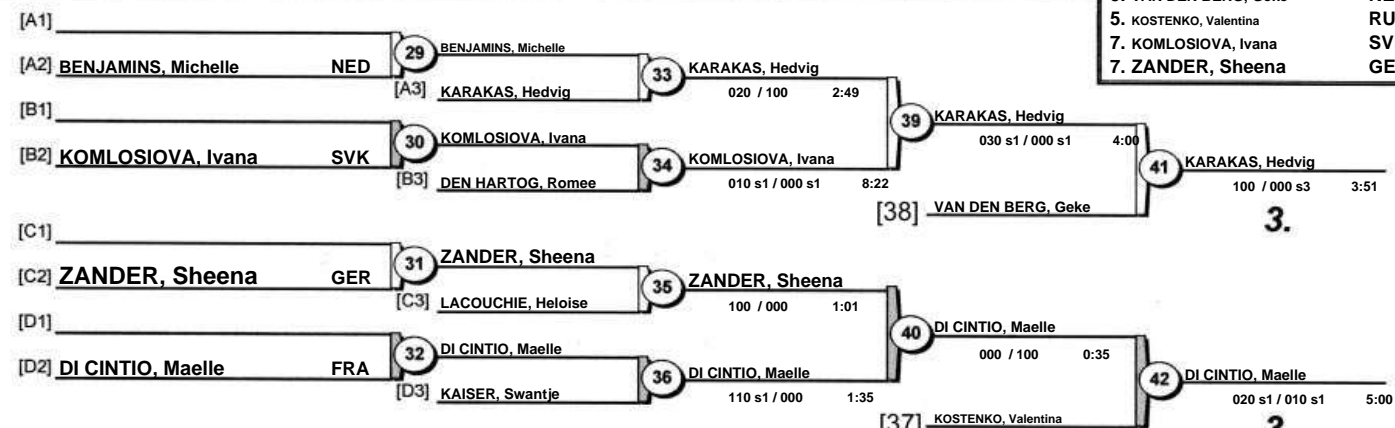 5. KOSTENKO, Valentina RU
7. KOMLOSIOVA, Ivana SV
7. ZANDER, Sheena GE
[A1]
[A2] BENJAMINS, Michelle NED
29
BENJAMINS, Michelle
[A3] KARAKAS, Hedvig
33
KARAKAS, Hedvig
020 / 100 2:49
[B1]
[B2] KOMLOSIOVA, Ivana SVK
30
KOMLOSIOVA, Ivana
[B3] DEN HARTOG, Romee
34
KOMLOSIOVA, Ivana
010 s1 / 000 s1 8:22
39
KARAKAS, Hedvig
030 s1 / 000 s1 4:00
[38] VAN DEN BERG, Geke
41
KARAKAS, Hedvig
100 / 000 s3 3:51
3.
[C1]
[C2] ZANDER, Sheena GER
31
ZANDER, Sheena
[C3] LACOUCHIE, Heloise
35
ZANDER, Sheena
100 / 000 1:01
[D1]
[D2] DI CINTIO, Maelle FRA
32
DI CINTIO, Maelle
[D3] KAISER, Swantje
36
DI CINTIO, Maelle
110 s1 / 000 1:35
40
DI CINTIO, Maelle
000 / 100 0:35
[37] KOSTENKO, Valentina
42
DI CINTIO, Maelle
020 s1 / 010 s1 5:00